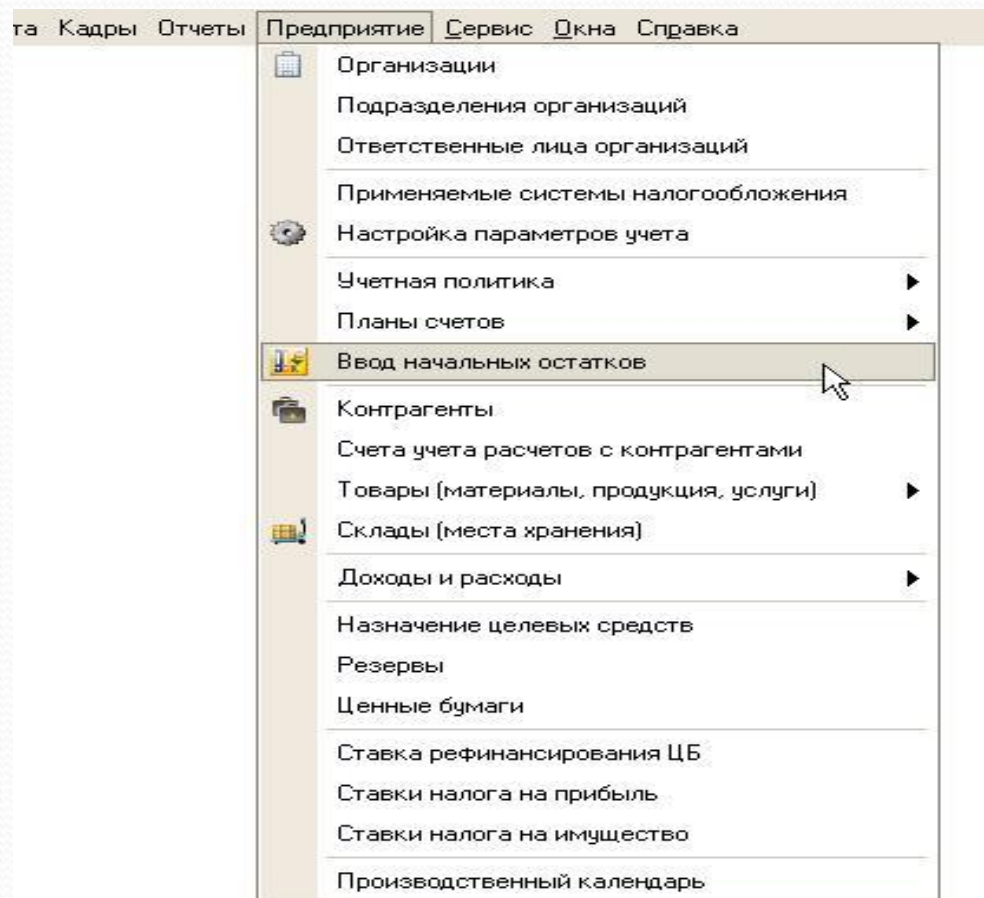 та Кадры Отчеты Предприятие Сервис Окна Справка
Организации
Подразделения организаций
Ответственные лица организаций
Применяемые системы налогообложения
Настройка параметров учета
Учетная политика
Планы счетов
Ввод начальных остатков
Контрагенты
Счета учета расчетов с контрагентами
Товары (материалы, продукция, услуги)
Склады (места хранения)
Доходы и расходы
Назначение целевых средств
Резервы
Ценные бумаги
Ставка рефинансирования ЦБ
Ставки налога на прибыль
Ставки налога на имущество
Производственный календарь